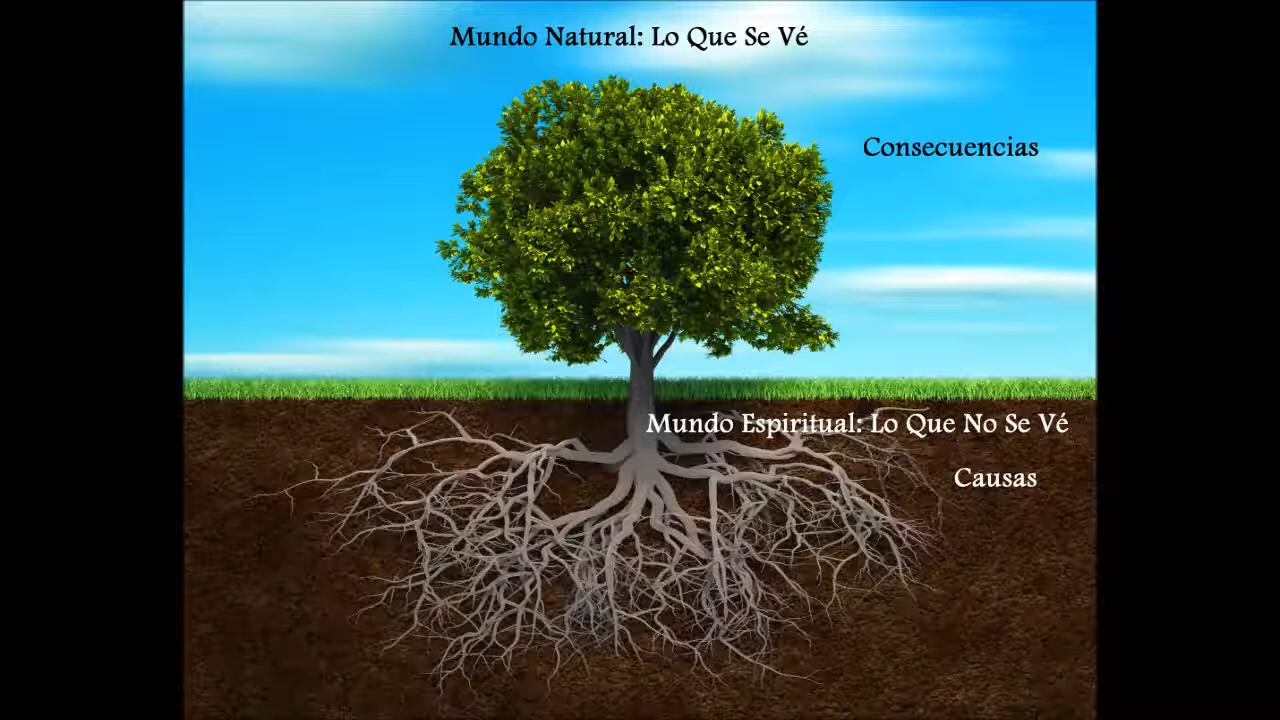 Mundo Natural: Lo Que Se Vé
Consecuencias
Mundo Espiritual: Lo Que No Se Vé
Causas